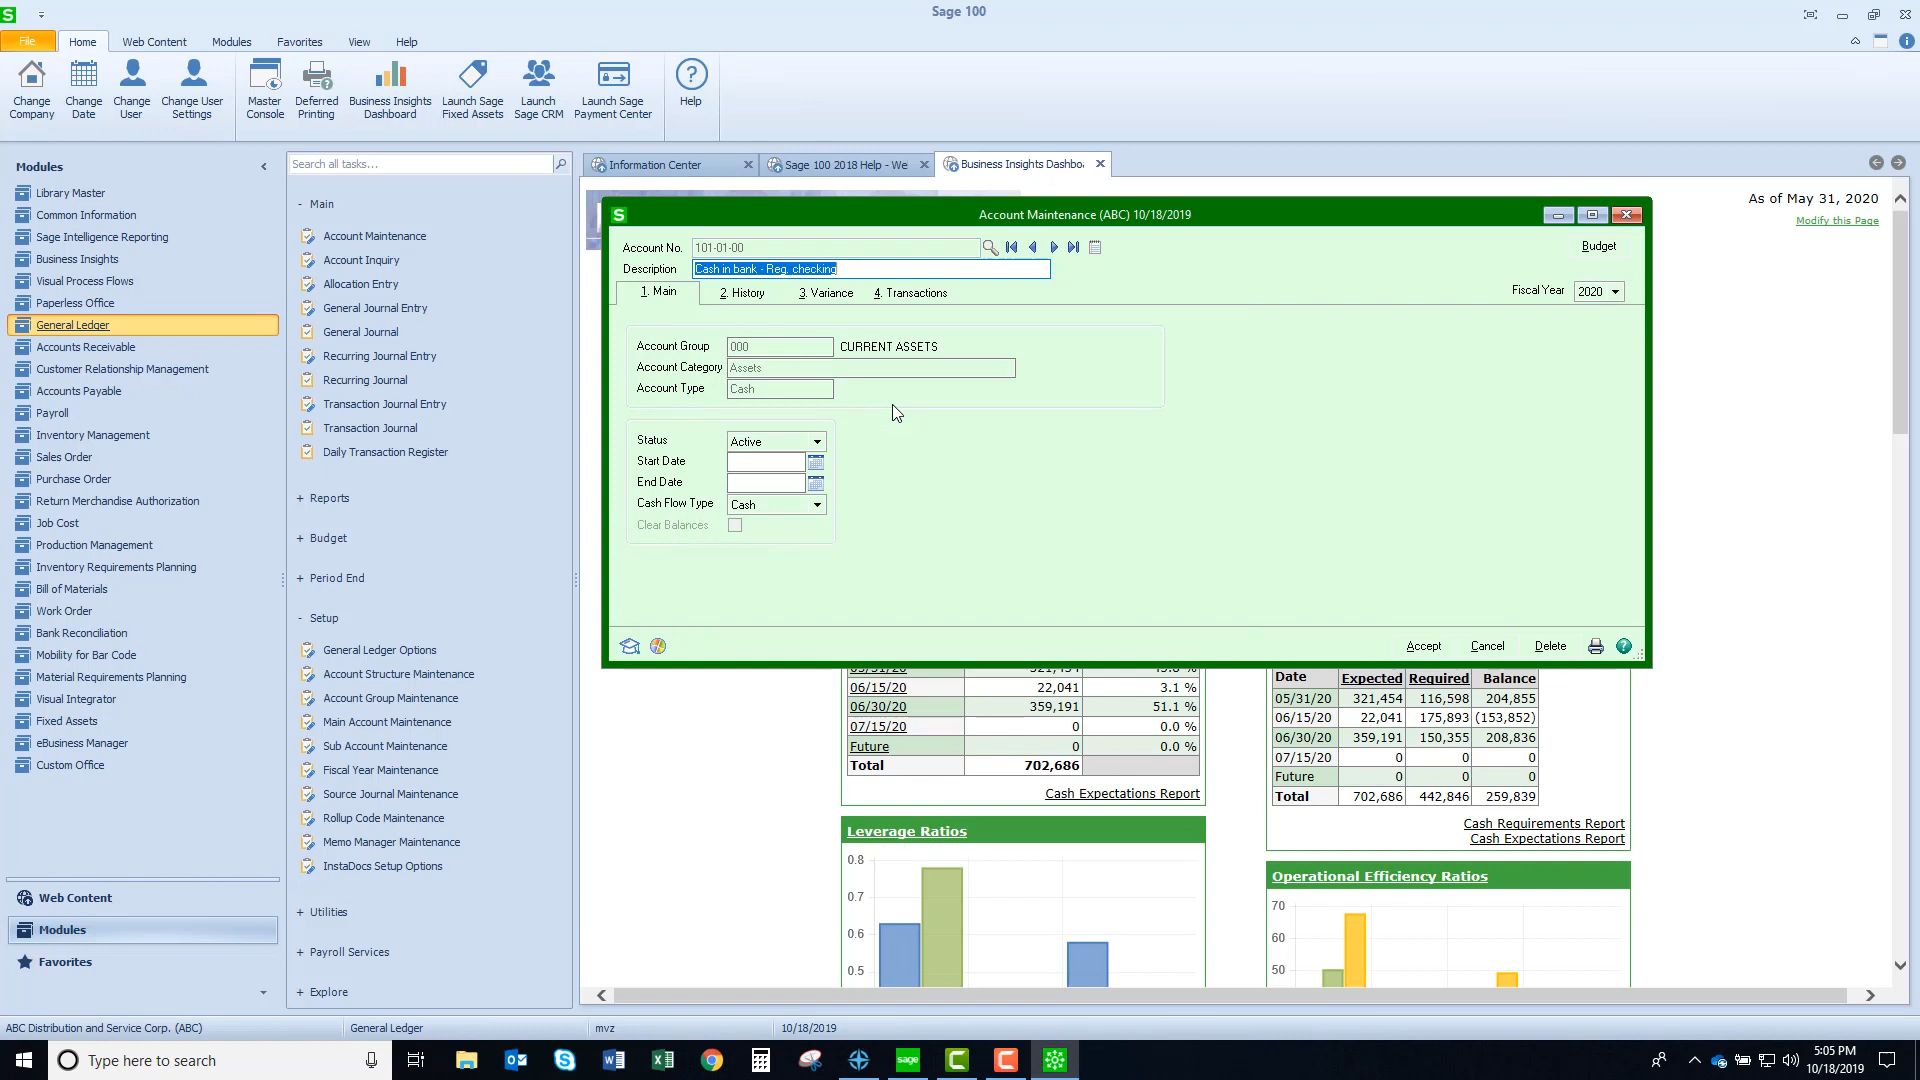 Sage 100
File Home Web Content Modules Favorites View Help
Change Company
Change Date
Change User
Change User Settings
Master Console
Deferred Printing
Business Insights Dashboard
Launch Sage Fixed Assets
Launch Sage CRM
Launch Sage Payment Center
Help
Modules
Library Master
Common Information
Sage Intelligence Reporting
Business Insights
Visual Process Flows
Paperless Office
General Ledger
Accounts Receivable
Customer Relationship Management
Accounts Payable
Payroll
Inventory Management
Sales Order
Purchase Order
Return Merchandise Authorization
Job Cost
Production Management
Inventory Requirements Planning
Bill of Materials
Work Order
Bank Reconciliation
Mobility for Bar Code
Material Requirements Planning
Visual Integrator
Fixed Assets
eBusiness Manager
Custom Office
Web Content
Modules
Favorites
Search all tasks...
- Main
Account Maintenance
Account Inquiry
Allocation Entry
General Journal Entry
General Journal
Recurring Journal Entry
Recurring Journal
Transaction Journal Entry
Transaction Journal
Daily Transaction Register
+ Reports
+ Budget
+ Period End
- Setup
General Ledger Options
Account Structure Maintenance
Account Group Maintenance
Main Account Maintenance
Sub Account Maintenance
Fiscal Year Maintenance
Source Journal Maintenance
Rollup Code Maintenance
Memo Manager Maintenance
InstaDocs Setup Options
+ Utilities
+ Payroll Services
+ Explore
Information Center
Sage 100 2018 Help - We
Business Insights Dashbo
As of May 31, 2020
Modify this Page
Account Maintenance (ABC) 10/18/2019
Account No. 101-01-00
Budget
Description Cash in bank - Reg. checking
1. Main 2. History 3. Variance 4. Transactions
Fiscal Year 2020
Account Group 000 CURRENT ASSETS
Account Category Assets
Account Type Cash
Status Active
Start Date
End Date
Cash Flow Type Cash
Clear Balances
Accept Cancel Delete
06/15/20 22,041 3.1 %
06/30/20 359,191 51.1 %
07/15/20 0 0.0 %
Future 0 0.0 %
Total 702,686
Cash Expectations Report
Date Expected Required Balance
05/31/20 321,454 116,598 204,855
06/15/20 22,041 175,893 (153,852)
06/30/20 359,191 150,355 208,836
07/15/20 0 0 0
Future 0 0 0
Total 702,686 442,846 259,839
Cash Requirements Report
Cash Expectations Report
Leverage Ratios
0.8
0.7
0.6
0.5
Operational Efficiency Ratios
70
60
50
ABC Distribution and Service Corp. (ABC) General Ledger mvz 10/18/2019
Type here to search
sage
5:05 PM
10/18/2019